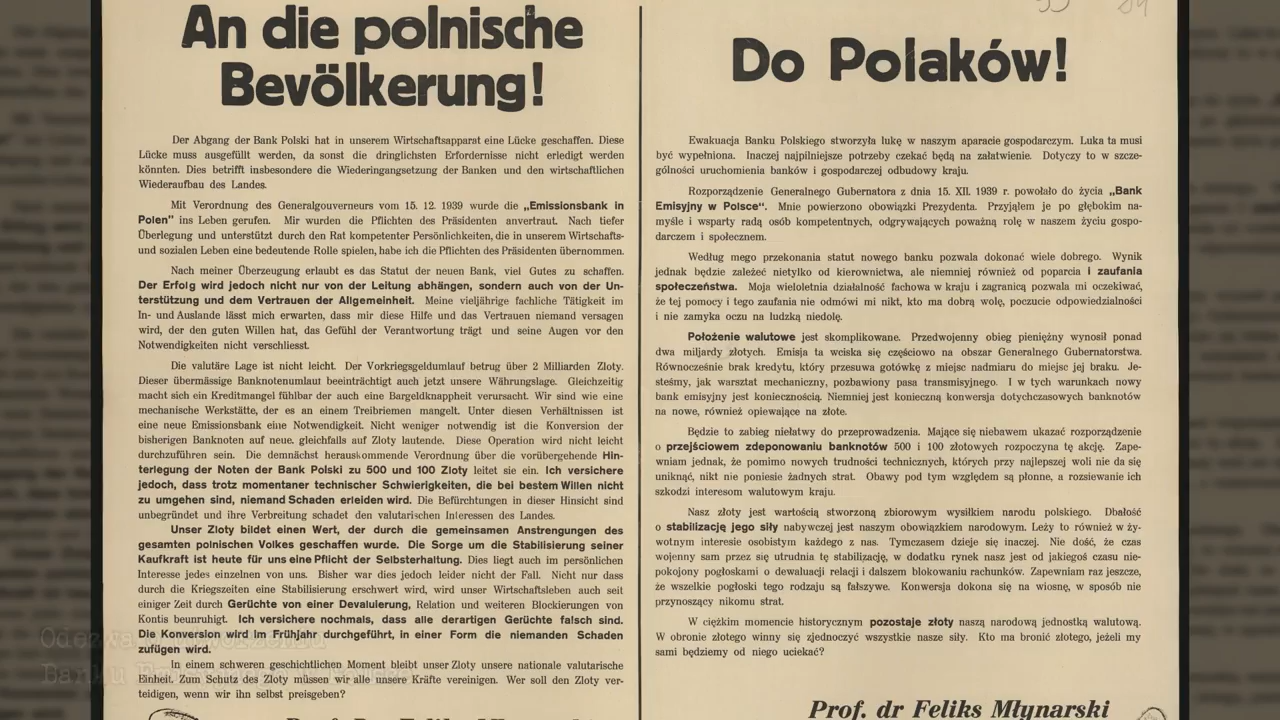 An die polnische
Bevölkerung!
Der Abgang der Bank Polski hat in unserem Wirtschaftsapparat eine Lücke geschaffen. Diese
Lücke muss ausgefüllt werden, da sonst die dringlichsten Erfordernisse nicht erledigt werden
könnten. Dies betrifft insbesondere die Wiederingangsetzung der Banken und den wirtschaftlichen
Wiederaufbau des Landes.
Mit Verordnung des Generalgouverneurs vom 15. 12. 1939 wurde die „Emissionsbank in
Polen" ins Leben gerufen. Mir wurden die Pflichten des Präsidenten anvertraut. Nach tiefer
Überlegung und unterstützt durch den Rat kompetenter Persönlichkeiten, die in unserem Wirtschafts-
und sozialen Leben eine bedeutende Rolle spielen, habe ich die Pflichten des Präsidenten übernommen.
Nach meiner Überzeugung erlaubt es das Statut der neuen Bank, viel Gutes zu schaffen.
Der Erfolg wird jedoch nicht nur von der Leitung abhängen, sondern auch von der Un-
terstützung und dem Vertrauen der Allgemeinheit. Meine vieljährige fachliche Tätigkeit im
In- und Auslande lässt mich erwarten, dass mir diese Hilfe und das Vertrauen niemand versagen
wird, der den guten Willen hat, das Gefühl der Verantwortung trägt und seine Augen vor den
Notwendigkeiten nicht verschliesst.
Die valutäre Lage ist nicht leicht. Der Vorkriegsgeldumlauf betrug über 2 Milliarden Zloty.
Dieser übermässige Banknotenumlauf beeinträchtigt auch jetzt unsere Währungslage. Gleichzeitig
macht sich ein Kreditmangel fühlbar der auch eine Bargeldknappheit verursacht. Wir sind wie eine
mechanische Werkstätte, der es an einem Treibriemen mangelt. Unter diesen Verhältnissen ist
eine neue Emissionsbank eine Notwendigkeit. Nicht weniger notwendig ist die Konversion der
bisherigen Banknoten auf neue. gleichfalls auf Zloty lautende. Diese Operation wird nicht leicht
durchzuführen sein. Die demnächst herauskommende Verordnung über die vorübergehende Hin-
terlegung der Noten der Bank Polski zu 500 und 100 Zloty leitet sie ein. Ich versichere
jedoch, dass trotz momentaner technischer Schwierigkeiten, die bei bestem Willen nicht
zu umgehen sind, niemand Schaden erleiden wird. Die Befürchtungen in dieser Hinsicht sind
unbegründet und ihre Verbreitung schadet den valutarischen Interessen des Landes.
Unser Zloty bildet einen Wert, der durch die gemeinsamen Anstrengungen des
gesamten polnischen Volkes geschaffen wurde. Die Sorge um die Stabilisierung seiner
Kaufkraft ist heute für uns eine Pflicht der Selbsterhaltung. Dies liegt auch im persönlichen
Interesse jedes einzelnen von uns. Bisher war dies jedoch leider nicht der Fall. Nicht nur dass
durch die Kriegszeiten eine Stabilisierung erschwert wird, wird unser Wirtschaftsleben auch seit
einiger Zeit durch Gerüchte von einer Devaluierung, Relation und weiteren Blockierungen von
Kontis beunruhigt. Ich versichere nochmals, dass alle derartigen Gerüchte falsch sind.
Die Konversion wird im Frühjahr durchgeführt, in einer Form die niemanden Schaden
zufügen wird.
In einem schweren geschichtlichen Moment bleibt unser Zloty unsere nationale valutarische
Einheit. Zum Schutz des Zloty müssen wir alle unsere Kräfte vereinigen. Wer soll den Zloty ver-
teidigen, wenn wir ihn selbst preisgeben?
Do Polaków!
Ewakuacja Banku Polskiego stworzyła lukę w naszym aparacie gospodarczym. Luka ta musi
być wypełniona. Inaczej najpilniejsze potrzeby czekać będą na załatwienie. Dotyczy to w szcze-
gólności uruchomienia banków i gospodarczej odbudowy kraju.
Rozporządzenie Generalnego Gubernatora z dnia 15. XII. 1939 r. powołało do życia „Bank
Emisyjny w Polsce". Mnie powierzono obowiązki Prezydenta. Przyjąłem je po głębokim na-
myśle i wsparty radą osób kompetentnych, odgrywających poważną rolę w naszem życiu gospo-
darczem i społecznem.
Według mego przekonania statut nowego banku pozwala dokonać wiele dobrego. Wynik
jednak będzie zależeć nietylko od kierownictwa, ale niemniej również od poparcia i zaufania
społeczeństwa. Moja wieloletnia działalność fachowa w kraju i zagranicą pozwala mi oczekiwać,
że tej pomocy i tego zaufania nie odmówi mi nikt, kto ma dobrą wolę, poczucie odpowiedzialności
i nie zamyka oczu na ludzką niedolę.
Położenie walutowe jest skomplikowane. Przedwojenny obieg pieniężny wynosił ponad
dwa miljardy złotych. Emisja ta wciska się częściowo na obszar Generalnego Gubernatorstwa.
Równocześnie brak kredytu, który przesuwa gotówkę z miejsc nadmiaru do miejsc jej braku. Je-
steśmy, jak warsztat mechaniczny, pozbawiony pasa transmisyjnego. I w tych warunkach nowy
bank emisyjny jest koniecznością. Niemniej jest konieczną konwersja dotychczasowych banknotów
na nowe, również opiewające na złote.
Będzie to zabieg niełatwy do przeprowadzenia. Mające się niebawem ukazać rozporządzenie
o przejściowem zdeponowaniu banknotów 500 i 100 złotowych rozpoczyna tę akcję. Zape-
wniam jednak, że pomimo nowych trudności technicznych, których przy najlepszej woli nie da się
uniknąć, nikt nie poniesie żadnych strat. Obawy pod tym względem są płonne, a rozsiewanie ich
szkodzi interesom walutowym kraju.
Nasz złoty jest wartością stworzoną zbiorowym wysiłkiem narodu polskiego. Dbałość
o stabilizację jego siły nabywczej jest naszym obowiązkiem narodowym. Leży to również w ży-
wotnym interesie osobistym każdego z nas. Tymczasem dzieje się inaczej. Nie dość, że czas
wojenny sam przez się utrudnia tę stabilizację, w dodatku rynek nasz jest od jakiegoś czasu nie-
pokojony pogłoskami o dewaluacji relacji i dalszem blokowaniu rachunków. Zapewniam raz jeszcze,
że wszelkie pogłoski tego rodzaju są fałszywe. Konwersja dokona się na wiosnę, w sposób nie
przynoszący nikomu strat.
W ciężkim momencie historycznym pozostaje złoty naszą narodową jednostką walutową.
W obronie złotego winny się zjednoczyć wszystkie nasze siły. Kto ma bronić złotego, jeżeli my
sami będziemy od niego uciekać?
Prof. dr Feliks Młynarski